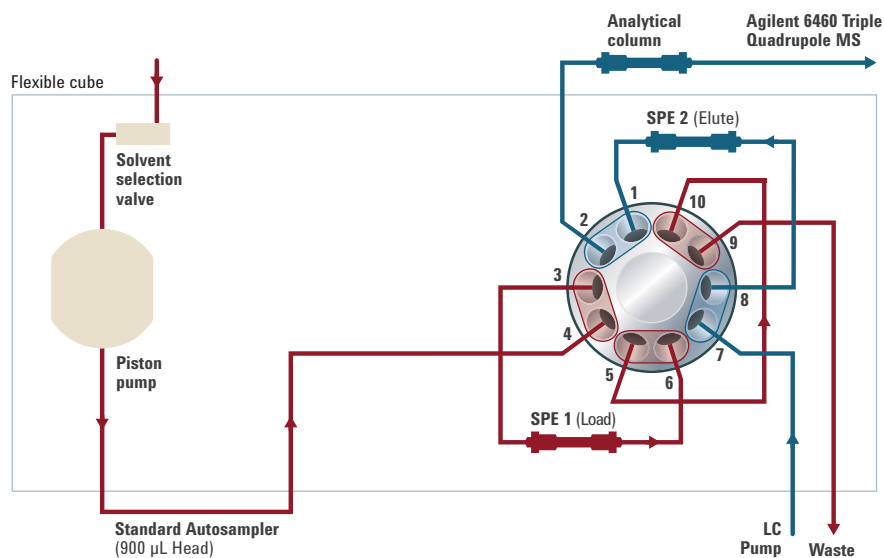 Analytical
column
Agilent 6460 Triple
Quadrupole MS
Flexible cube
SPE 2 (Elute)
Solvent
selection
valve
1
10
2
9
3
8
4
7
5
6
Piston
pump
SPE 1 (Load)
Standard Autosampler
(900 µL Head)
LC
Pump
Waste